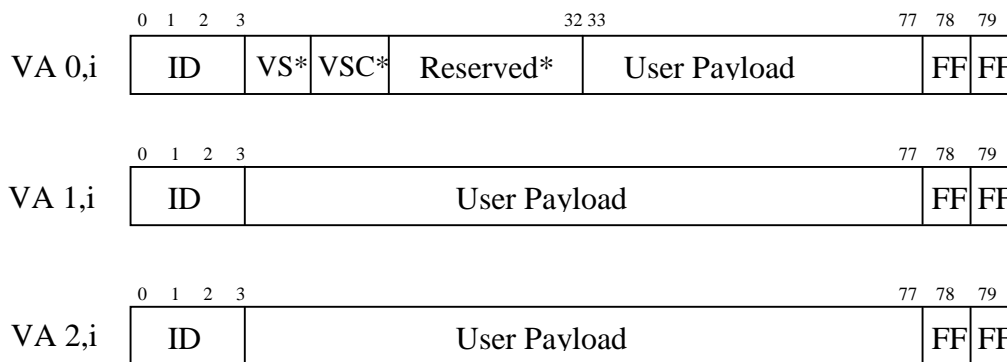 0 1 2 3 32 33 77 78 79
VA 0,i ID VS* VSC* Reserved* User Payload FF FF
0 1 2 3 77 78 79
VA 1,i ID User Payload FF FF
0 1 2 3 77 78 79
VA 2,i ID User Payload FF FF